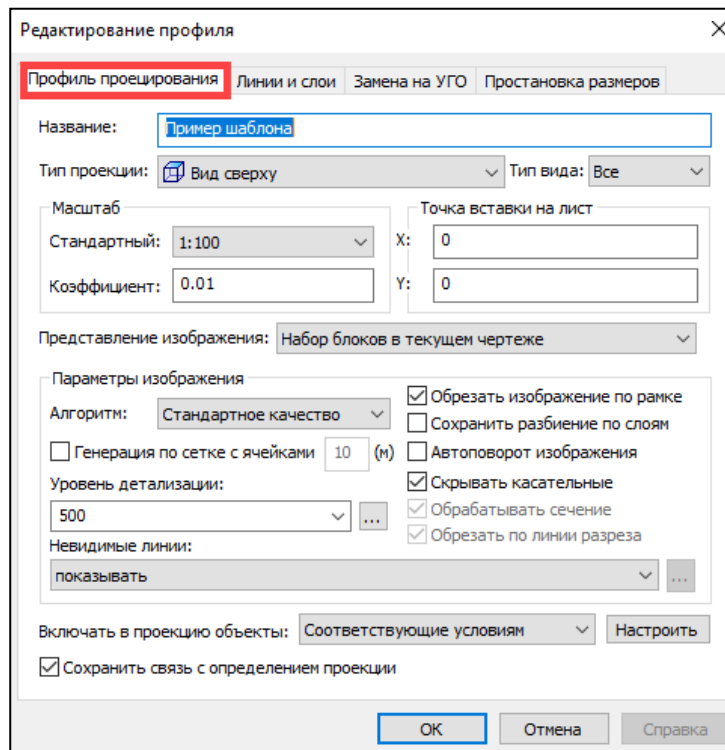 Редактирование профиля
Профиль проецирования Линии и слои Замена на УГО Простановка размеров
Название: Пример шаблона
Тип проекции: Вид сверху Тип вида: Все
Масштаб Точка вставки на лист
Стандартный: 1:100 X: 0
Коэффициент: 0.01 Y: 0
Представление изображения: Набор блоков в текущем чертеже
Параметры изображения
Обрезать изображение по рамке
Алгоритм: Стандартное качество
Сохранить разбиение по слоям
Генерация по сетке с ячейками 10 (м) Автоповорот изображения
Уровень детализации: Скрывать касательные
500 ... Обрабатывать сечение
Обрезать по линии разреза
Невидимые линии:
показывать ...
Включать в проекцию объекты: Соответствующие условиям Настроить
Сохранить связь с определением проекции
ОК Отмена Справка